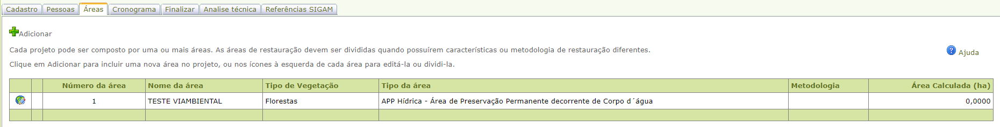 Cadastro Pessoas Áreas Cronograma Finalizar Analise técnica Referências SIGAM
Adicionar
Cada projeto pode ser composto por uma ou mais áreas. As áreas de restauração devem ser divididas quando possuírem características ou metodologia de restauração diferentes.
Ajuda
Clique em Adicionar para incluir uma nova área no projeto, ou nos ícones à esquerda de cada área para editá-la ou dividi-la.
Número da área Nome da área Tipo de Vegetação Tipo da área Metodologia Área Calculada (ha)
1 TESTE VIAMBIENTAL Florestas APP Hídrica - Área de Preservação Permanente decorrente de Corpo d´água 0,0000